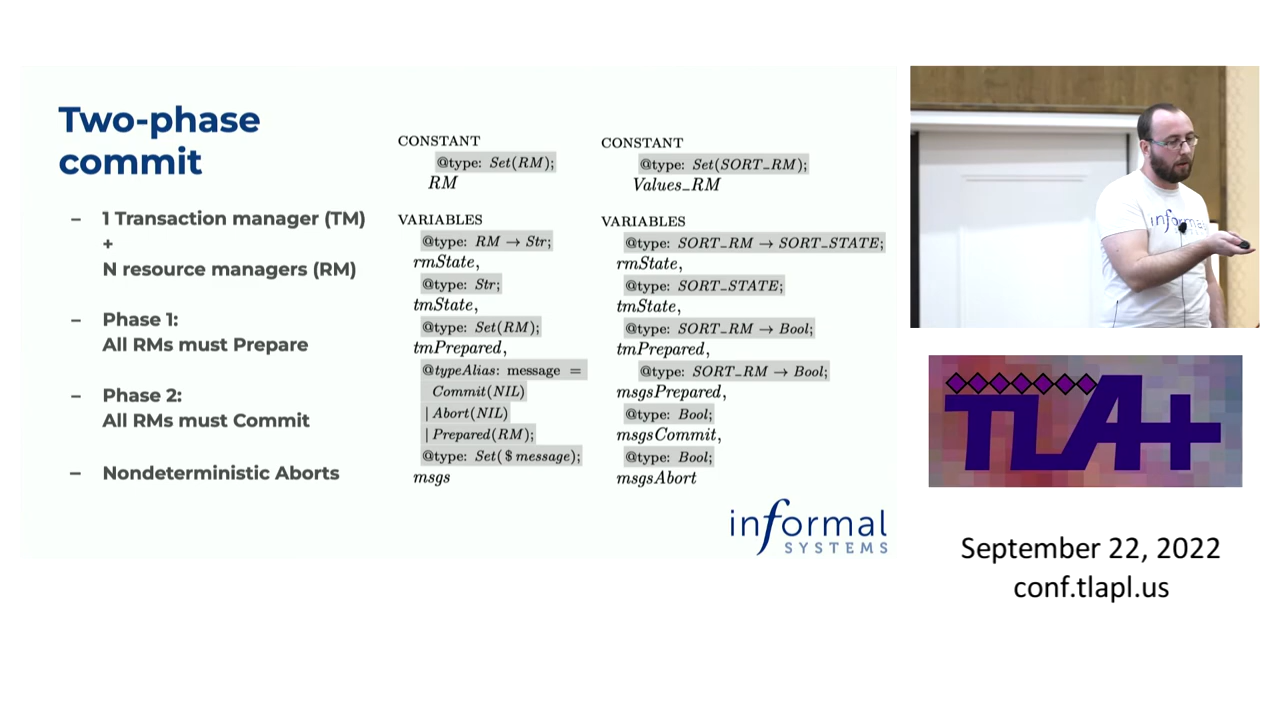 Two-phase
commit
– 1 Transaction manager (TM)
+
N resource managers (RM)
– Phase 1:
All RMs must Prepare
– Phase 2:
All RMs must Commit
– Nondeterministic Aborts
CONSTANT
@type: Set(RM);
RM
VARIABLES
@type: RM → Str;
rmState,
@type: Str;
tmState,
@type: Set(RM);
tmPrepared,
@typeAlias: message =
Commit(NIL)
| Abort(NIL)
| Prepared(RM);
@type: Set($message);
msgs
CONSTANT
@type: Set(SORT_RM);
Values_RM
VARIABLES
@type: SORT_RM → SORT_STATE;
rmState,
@type: SORT_STATE;
tmState,
@type: SORT_RM → Bool;
tmPrepared,
@type: SORT_RM → Bool;
msgsPrepared,
@type: Bool;
msgsCommit,
@type: Bool;
msgsAbort
informal
SYSTEMS
informal
TLA+
September 22, 2022
conf.tlapl.us